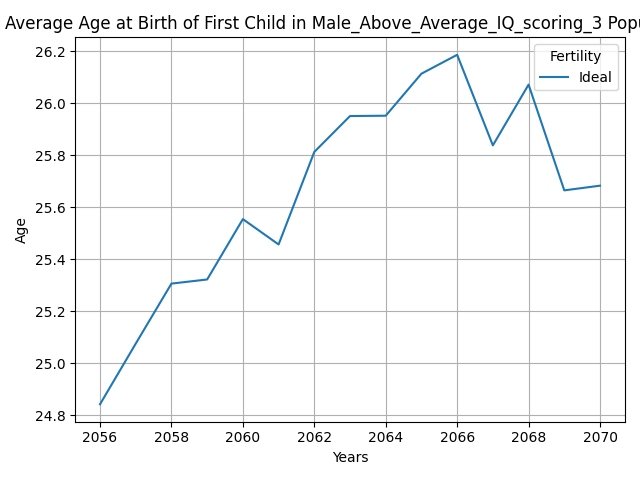 Average Age at Birth of First Child in Male_Above_Average_IQ_scoring_3
Fertility
Ideal
26.2
26.0
25.8
25.6
25.4
25.2
25.0
24.8
Age
2056 2058 2060 2062 2064 2066 2068 2070
Years